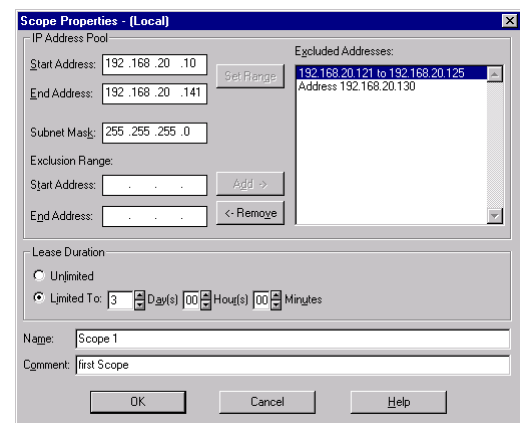 Scope Properties - (Local)
IP Address Pool
Start Address: 192 .168 .20 .10
Set Range
End Address: 192 .168 .20 .141
Subnet Mask: 255 .255 .255 .0
Exclusion Range:
Start Address: . . .
Add ->
End Address: . . .
<- Remove
Excluded Addresses:
192.168.20.121 to 192.168.20.125
Address 192.168.20.130
Lease Duration
Unlimited
Limited To: 3 Day(s) 00 Hour(s) 00 Minutes
Name: Scope 1
Comment: first Scope
OK Cancel Help